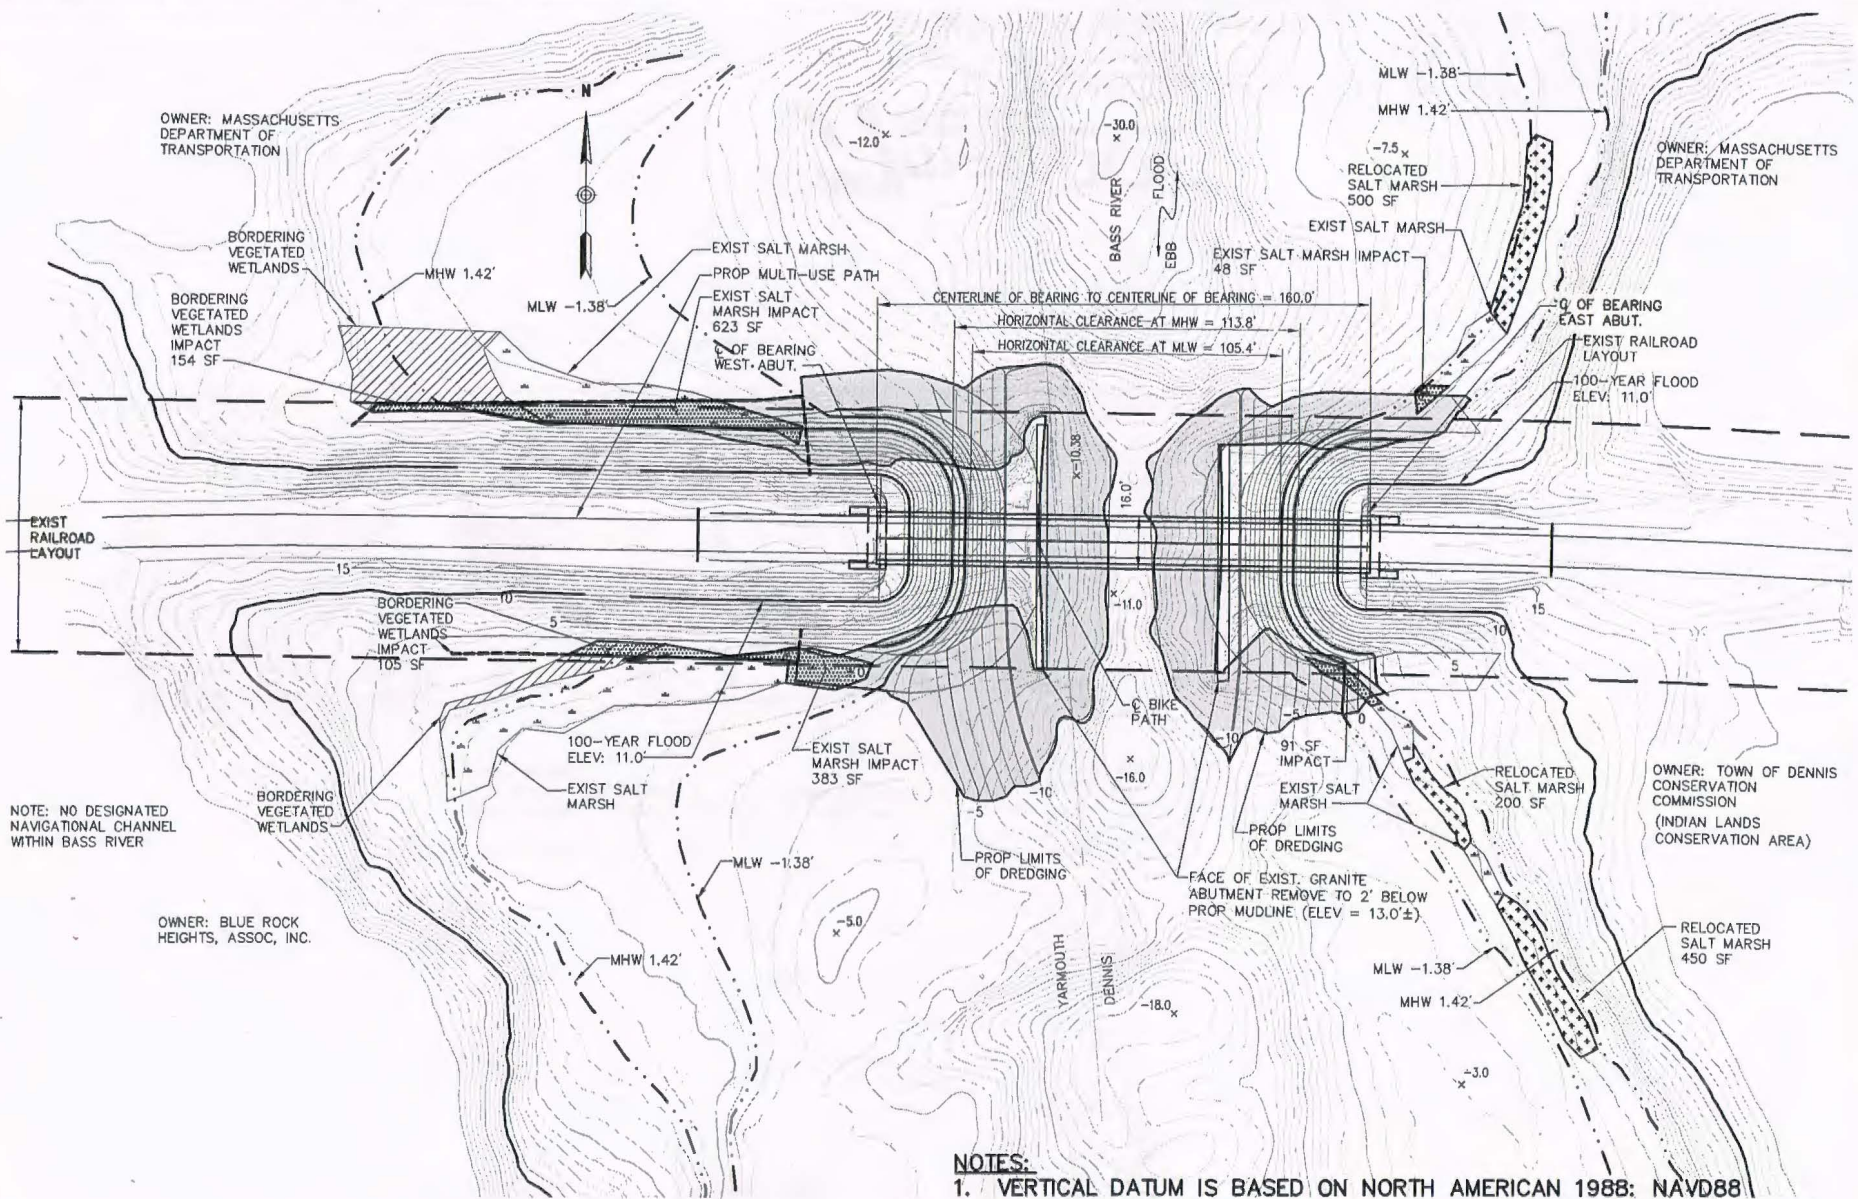 OWNER: MASSACHUSETTS
DEPARTMENT OF
TRANSPORTATION
N
-12.0
-30.0
BASS RIVER
FLOOD
EBB
MLW -1.38'
MHW 1.42'
-7.5
RELOCATED
SALT MARSH
500 SF
OWNER: MASSACHUSETTS
DEPARTMENT OF
TRANSPORTATION
EXIST SALT MARSH
EXIST SALT MARSH IMPACT
48 SF
BORDERING
VEGETATED
WETLANDS
MHW 1.42'
MLW -1.38'
EXIST SALT MARSH
PROP MULTI-USE PATH
EXIST SALT
MARSH IMPACT
623 SF
℄ OF BEARING
WEST ABUT.
BORDERING
VEGETATED
WETLANDS
IMPACT
154 SF
CENTERLINE OF BEARING TO CENTERLINE OF BEARING = 160.0'
HORIZONTAL CLEARANCE AT MHW = 113.8'
HORIZONTAL CLEARANCE AT MLW = 105.4'
℄ OF BEARING
EAST ABUT.
EXIST RAILROAD
LAYOUT
100-YEAR FLOOD
ELEV: 11.0'
-10.38
16.0'
-11.0
EXIST
RAILROAD
LAYOUT
15
10
5
BORDERING
VEGETATED
WETLANDS
IMPACT
105 SF
0
15
10
5
0
-5
-10
℄ BIKE
PATH
-16.0
91 SF
IMPACT
100-YEAR FLOOD
ELEV: 11.0'
EXIST SALT
MARSH IMPACT
383 SF
EXIST SALT
MARSH
BORDERING
VEGETATED
WETLANDS
-5
-10
PROP LIMITS
OF DREDGING
EXIST SALT
MARSH
PROP LIMITS
OF DREDGING
RELOCATED
SALT MARSH
200 SF
OWNER: TOWN OF DENNIS
CONSERVATION
COMMISSION
(INDIAN LANDS
CONSERVATION AREA)
NOTE: NO DESIGNATED
NAVIGATIONAL CHANNEL
WITHIN BASS RIVER
MLW -1.38'
FACE OF EXIST. GRANITE
ABUTMENT REMOVE TO 2' BELOW
PROP MUDLINE (ELEV = 13.0'±)
OWNER: BLUE ROCK
HEIGHTS, ASSOC, INC.
-5.0
MHW 1.42'
YARMOUTH
DENNIS
-18.0
MLW -1.38'
MHW 1.42'
RELOCATED
SALT MARSH
450 SF
-3.0
NOTES:
1. VERTICAL DATUM IS BASED ON NORTH AMERICAN 1988: NAVD88